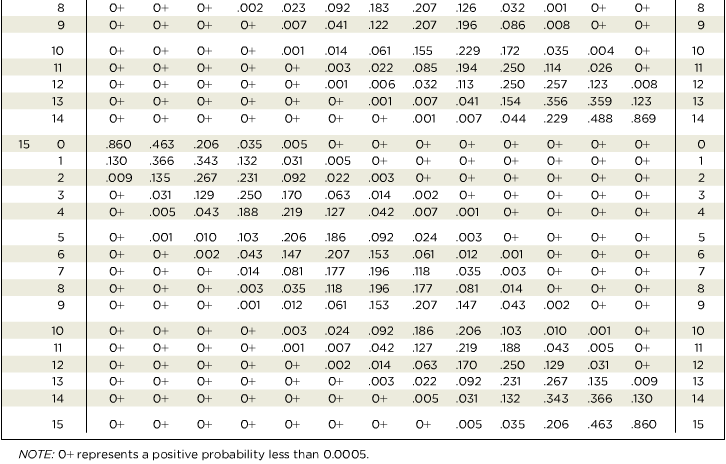 8 0+ 0+ 0+ .002 .023 .092 .183 .207 .126 .032 .001 0+ 0+ 8
9 0+ 0+ 0+ 0+ .007 .041 .122 .207 .196 .086 .008 0+ 0+ 9
10 0+ 0+ 0+ 0+ .001 .014 .061 .155 .229 .172 .035 .004 0+ 10
11 0+ 0+ 0+ 0+ 0+ .003 .022 .085 .194 .250 .114 .026 0+ 11
12 0+ 0+ 0+ 0+ 0+ .001 .006 .032 .113 .250 .257 .123 .008 12
13 0+ 0+ 0+ 0+ 0+ 0+ .001 .007 .041 .154 .356 .359 .123 13
14 0+ 0+ 0+ 0+ 0+ 0+ 0+ .001 .007 .044 .229 .488 .869 14
15 0 .860 .463 .206 .035 .005 0+ 0+ 0+ 0+ 0+ 0+ 0+ 0+ 0
1 .130 .366 .343 .132 .031 .005 0+ 0+ 0+ 0+ 0+ 0+ 0+ 1
2 .009 .135 .267 .231 .092 .022 .003 0+ 0+ 0+ 0+ 0+ 0+ 2
3 0+ .031 .129 .250 .170 .063 .014 .002 0+ 0+ 0+ 0+ 0+ 3
4 0+ .005 .043 .188 .219 .127 .042 .007 .001 0+ 0+ 0+ 0+ 4
5 0+ .001 .010 .103 .206 .186 .092 .024 .003 0+ 0+ 0+ 0+ 5
6 0+ 0+ .002 .043 .147 .207 .153 .061 .012 .001 0+ 0+ 0+ 6
7 0+ 0+ 0+ .014 .081 .177 .196 .118 .035 .003 0+ 0+ 0+ 7
8 0+ 0+ 0+ .003 .035 .118 .196 .177 .081 .014 0+ 0+ 0+ 8
9 0+ 0+ 0+ .001 .012 .061 .153 .207 .147 .043 .002 0+ 0+ 9
10 0+ 0+ 0+ 0+ .003 .024 .092 .186 .206 .103 .010 .001 0+ 10
11 0+ 0+ 0+ 0+ .001 .007 .042 .127 .219 .188 .043 .005 0+ 11
12 0+ 0+ 0+ 0+ 0+ .002 .014 .063 .170 .250 .129 .031 0+ 12
13 0+ 0+ 0+ 0+ 0+ 0+ .003 .022 .092 .231 .267 .135 .009 13
14 0+ 0+ 0+ 0+ 0+ 0+ 0+ .005 .031 .132 .343 .366 .130 14
15 0+ 0+ 0+ 0+ 0+ 0+ 0+ 0+ .005 .035 .206 .463 .860 15
NOTE: 0+ represents a positive probability less than 0.0005.